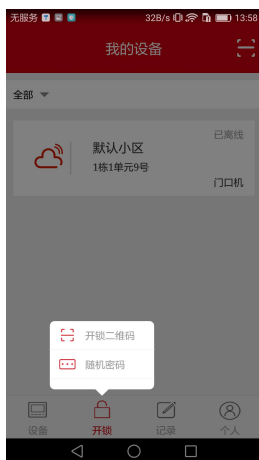 无服务 32B/s 13:58
我的设备
全部
已离线
默认小区
1栋1单元9号
门口机
开锁二维码
随机密码
设备 开锁 记录 个人